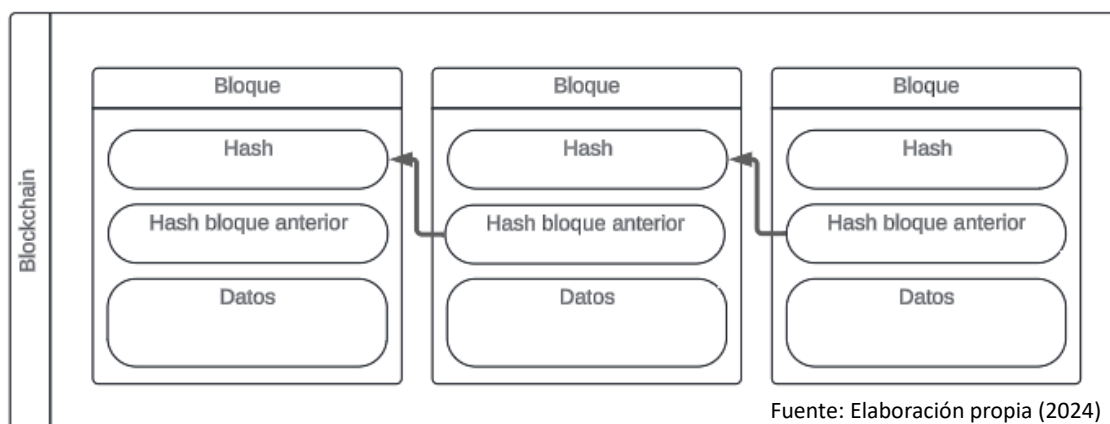 Blockchain
Bloque
Hash
Hash bloque anterior
Datos
Bloque
Hash
Hash bloque anterior
Datos
Bloque
Hash
Hash bloque anterior
Datos
Fuente: Elaboración propia (2024)